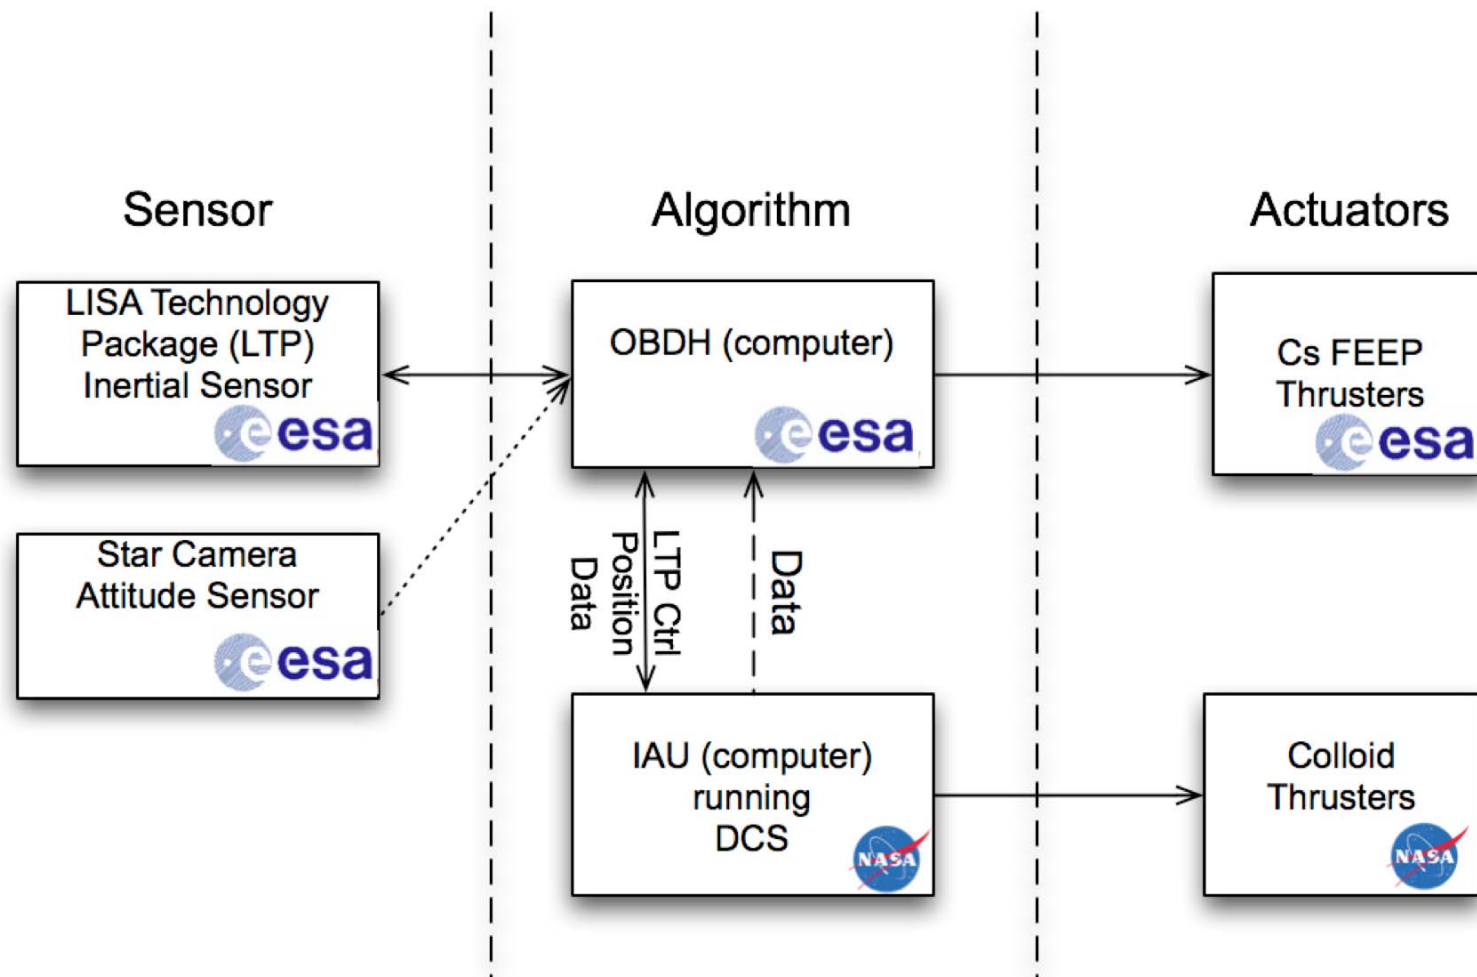 Sensor
Algorithm
Actuators
LISA Technology
Package (LTP)
Inertial Sensor
esa
OBDH (computer)
esa
Cs FEEP
Thrusters
esa
Star Camera
Attitude Sensor
esa
LTP Ctrl
Position
Data
Data
IAU (computer)
running
DCS
NASA
Colloid
Thrusters
NASA